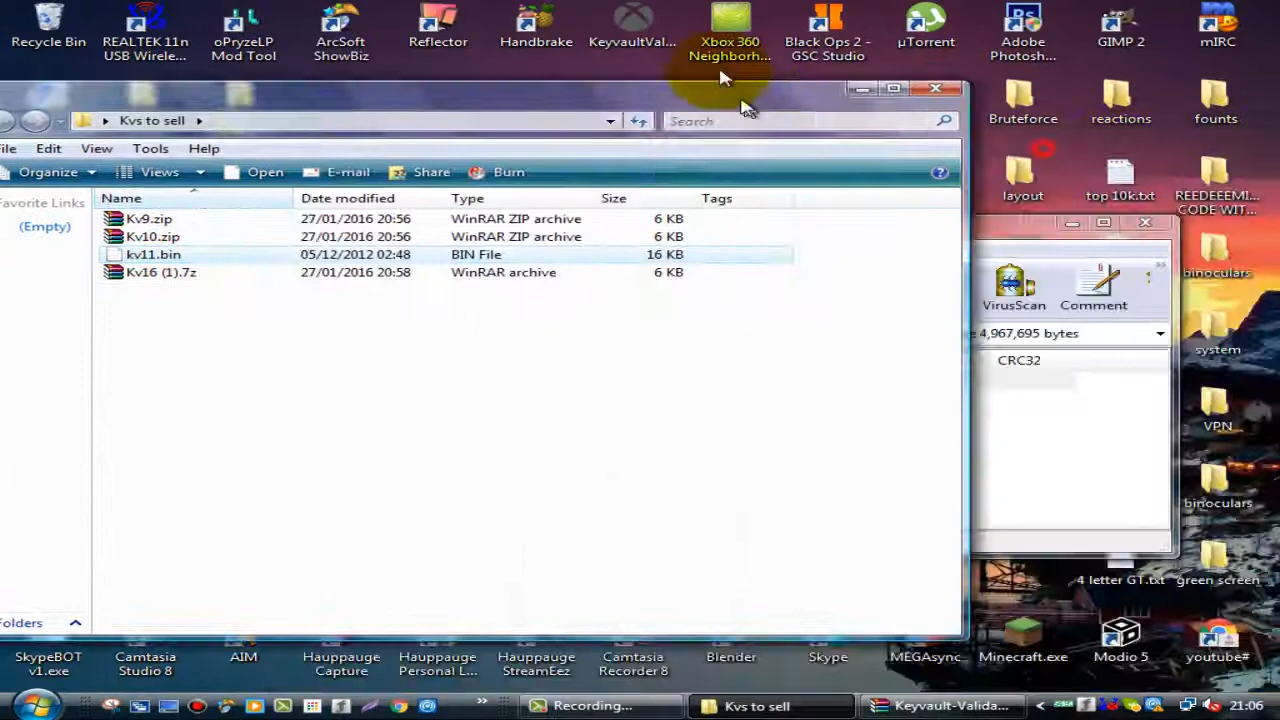 Recycle Bin
REALTEK 11n
USB Wirele...
oPryzeLP
Mod Tool
ArcSoft
ShowBiz
Reflector
Handbrake
KeyvaultVal...
Xbox 360
Neighborh...
Black Ops 2 -
GSC Studio
µTorrent
Adobe
Photosh...
GIMP 2
mIRC
Kvs to sell
Search
File Edit View Tools Help
Organize Views Open E-mail Share Burn
Favorite Links
(Empty)
Name Date modified Type Size Tags
Kv9.zip 27/01/2016 20:56 WinRAR ZIP archive 6 KB
Kv10.zip 27/01/2016 20:56 WinRAR ZIP archive 6 KB
kv11.bin 05/12/2012 02:48 BIN File 16 KB
Kv16 (1).7z 27/01/2016 20:58 WinRAR archive 6 KB
Folders
Bruteforce
reactions
founts
layout
top 10k.txt
REEDEEEMI...
CODE WIT...
binoculars
VirusScan Comment
4,967,695 bytes
CRC32
system
VPN
binoculars
4 letter GT.txt
green screen
SkypeBOT
v1.exe
Camtasia
Studio 8
AIM
Hauppauge
Capture
Hauppauge
Personal L...
Hauppauge
StreamEez
Camtasia
Recorder 8
Blender
Skype
MEGAsync
Minecraft.exe
Modio 5
youtube#
Recording...
Kvs to sell
Keyvault-Valida...
21:06